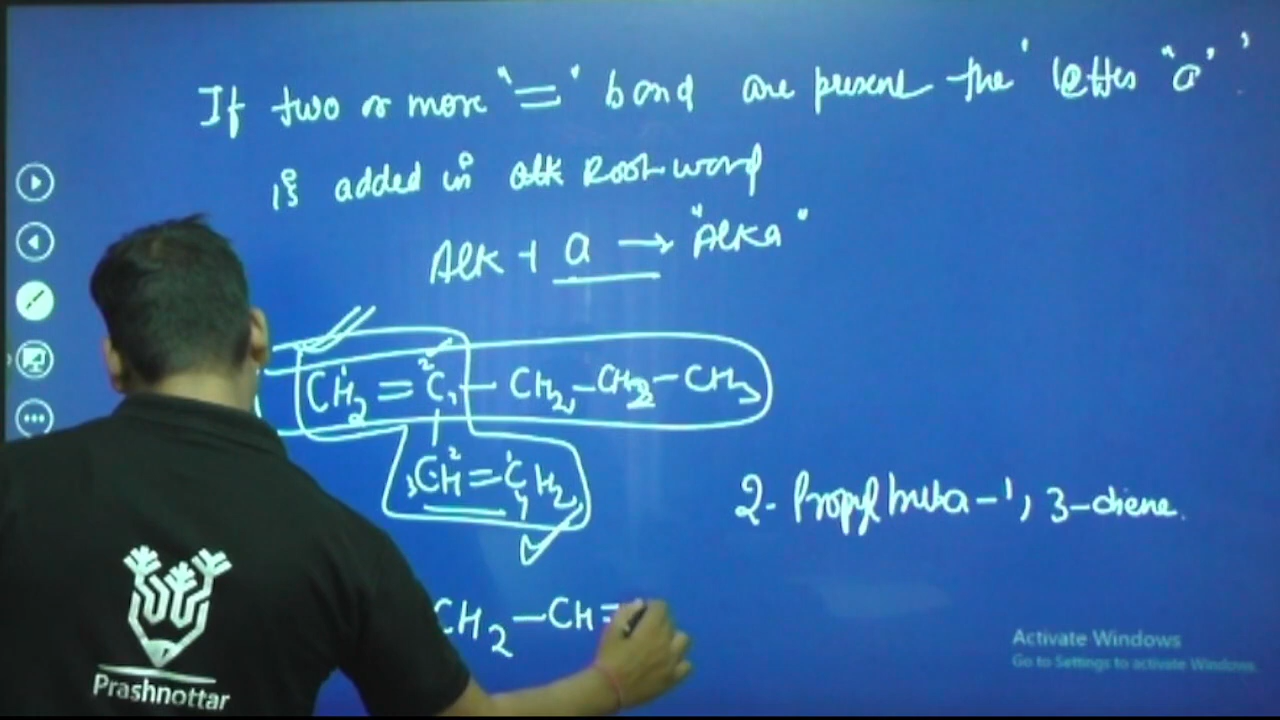 If two or more "=" bond are present the letter "a"
is added in alk Root word
Alk + a → "Alka"
CH2 = C – CH2 – CH2 – CH3
CH = CH2
2-Propylbuta-1,3-diene.
CH2 – CH =
Activate Windows
Go to Settings to activate Windows.
Prashnottar